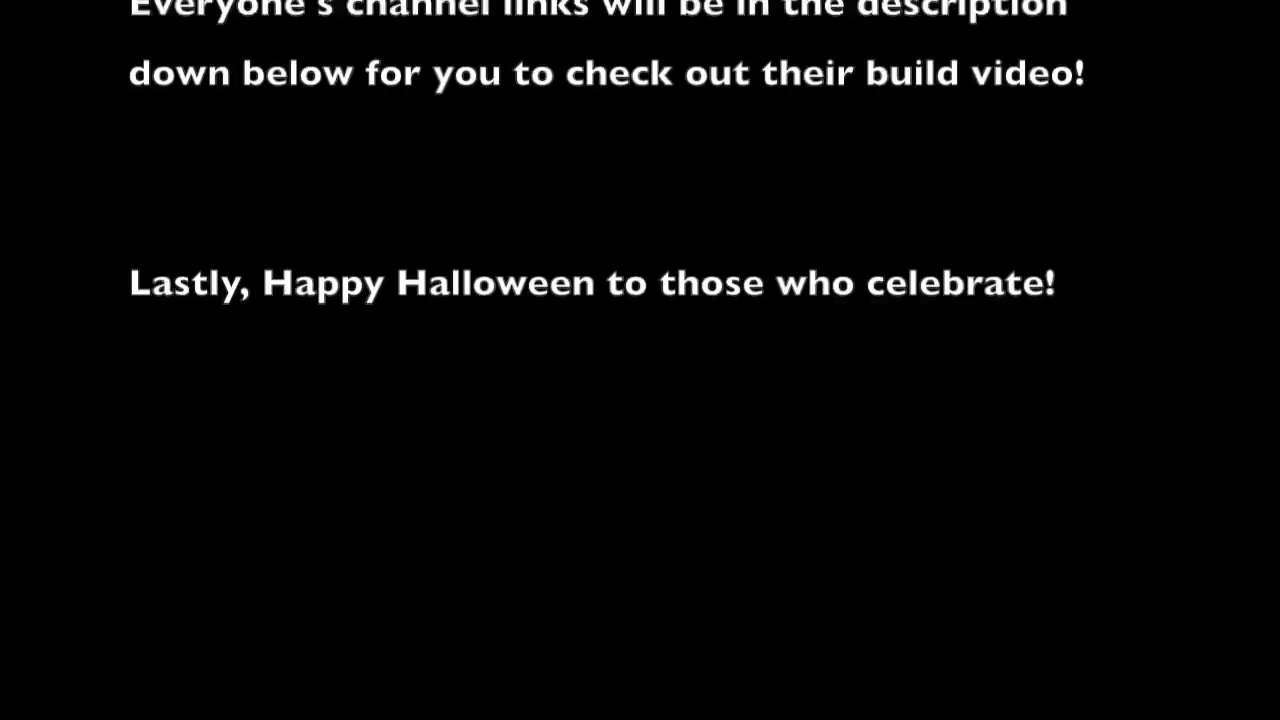 Everyone's channel links will be in the description
down below for you to check out their build video!
Lastly, Happy Halloween to those who celebrate!